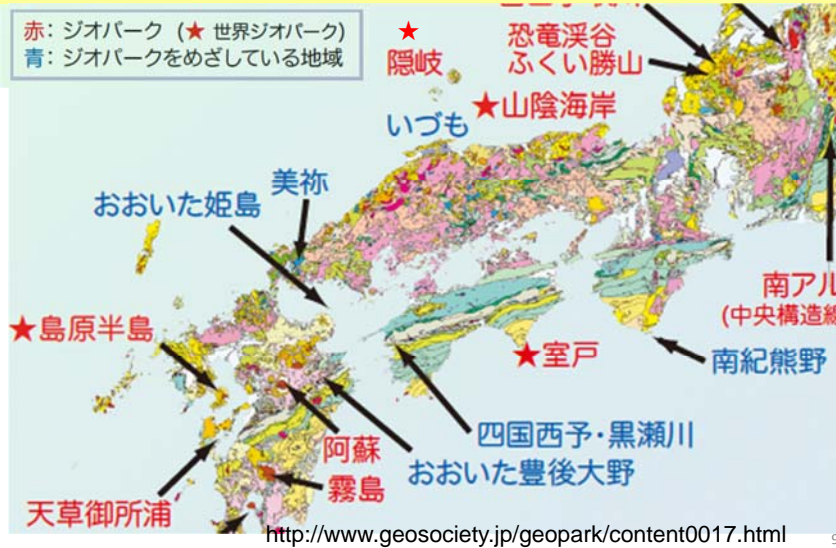 赤: ジオパーク (★ 世界ジオパーク)
青: ジオパークをめざしている地域
★
隠岐
恐竜渓谷
ふくい勝山
★山陰海岸
いづも
美祢
おおいた姫島
南アル
(中央構造線
★島原半島
★室戸
南紀熊野
四国西予・黒瀬川
阿蘇
おおいた豊後大野
霧島
天草御所浦
http://www.geosociety.jp/geopark/content0017.html